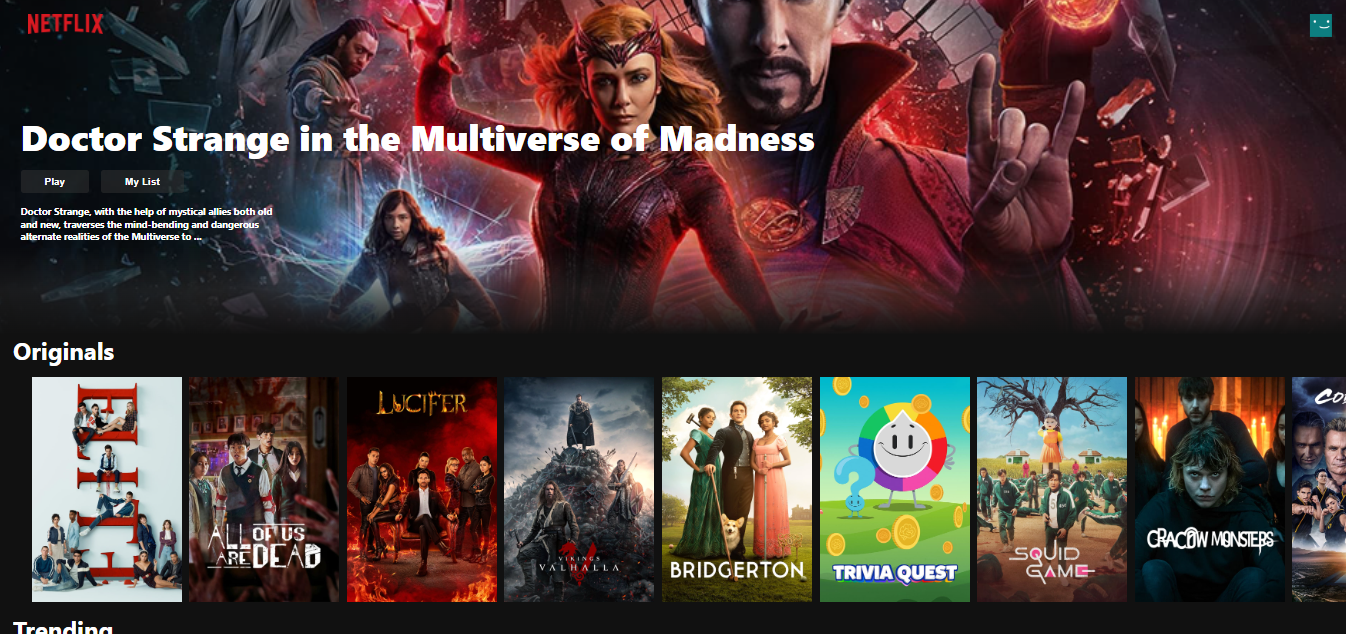 NETFLIX
Doctor Strange in the Multiverse of Madness
Play
My List
Doctor Strange, with the help of mystical allies both old
and new, traverses the mind-bending and dangerous
alternate realities of the Multiverse to ...
Originals
ELITE
ALL OF US
ARE DEAD
LUCIFER
VIKINGS
VALHALLA
BRIDGERTON
TRIVIA QUEST
SQUID
GAME
CRACOW MONSTERS
Trending